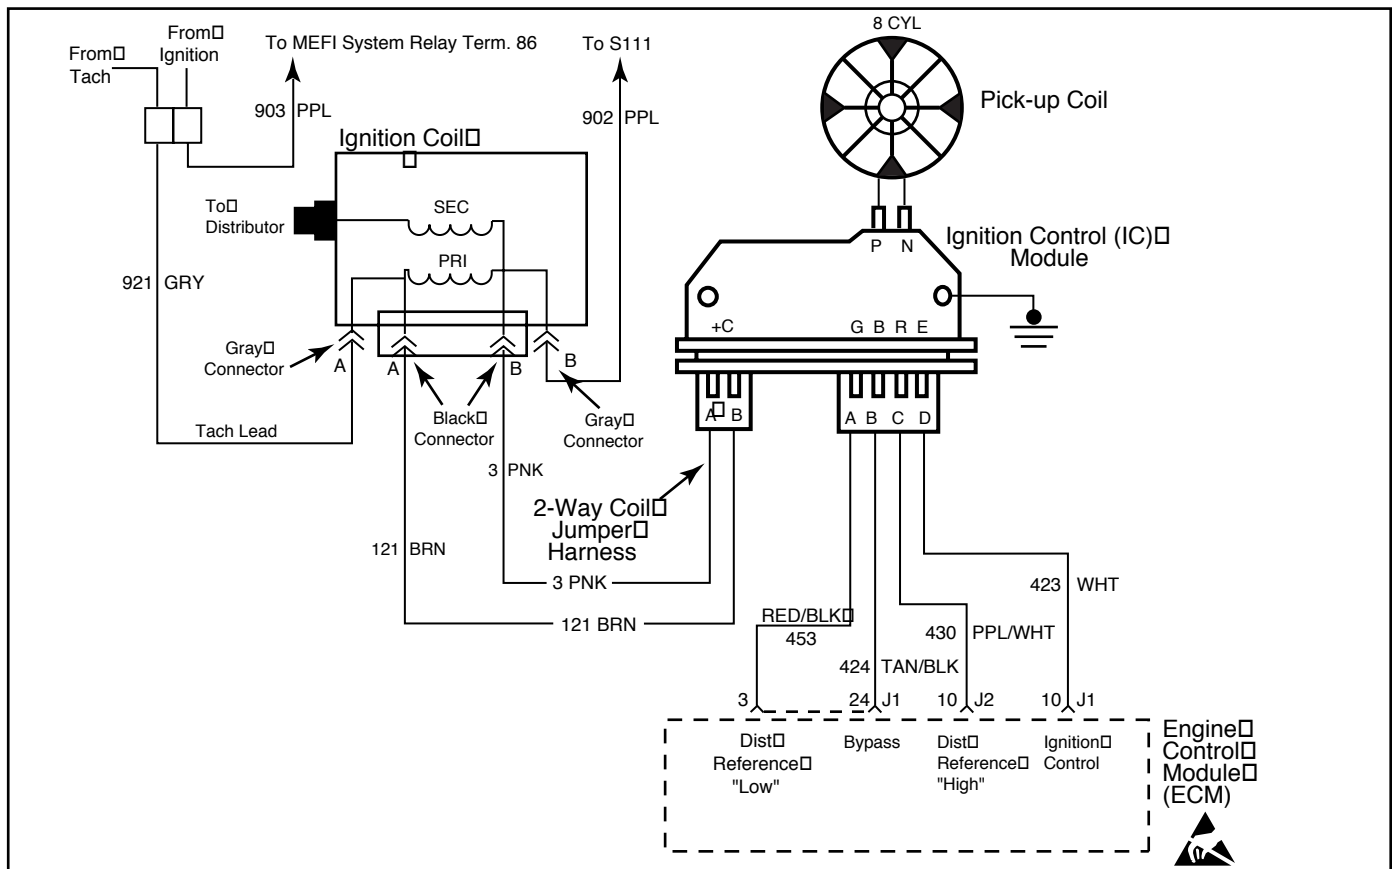 8 CYL
From
Tach
From
Ignition
To MEFI System Relay Term. 86
To S111
903 PPL
902 PPL
Pick-up Coil
Ignition Coil
To
Distributor
SEC
PRI
P N
Ignition Control (IC)
Module
921 GRY
+C
G B R E
Gray
Connector
A
A
B
B
Black
Connector
Gray
Connector
A B
A B C D
Tach Lead
3 PNK
2-Way Coil
Jumper
Harness
121 BRN
3 PNK
121 BRN
RED/BLK
453
424 TAN/BLK
430 PPL/WHT
423 WHT
3
24 J1
10 J2
10 J1
Dist
Reference
"Low"
Bypass
Dist
Reference
"High"
Ignition
Control
Engine
Control
Module
(ECM)